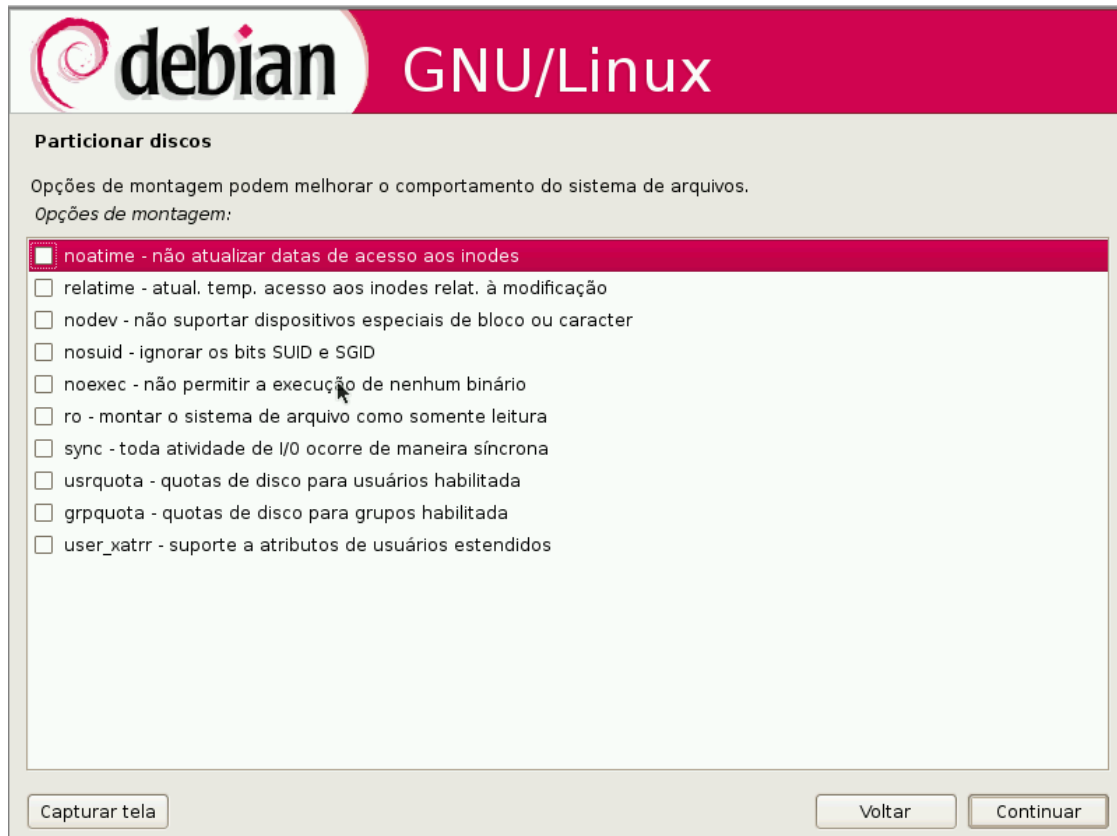 debian GNU/Linux
Particionar discos
Opções de montagem podem melhorar o comportamento do sistema de arquivos.
Opções de montagem:
noatime - não atualizar datas de acesso aos inodes
relatime - atual. temp. acesso aos inodes relat. à modificação
nodev - não suportar dispositivos especiais de bloco ou caracter
nosuid - ignorar os bits SUID e SGID
noexec - não permitir a execução de nenhum binário
ro - montar o sistema de arquivo como somente leitura
sync - toda atividade de I/0 ocorre de maneira síncrona
usrquota - quotas de disco para usuários habilitada
grpquota - quotas de disco para grupos habilitada
user_xatrr - suporte a atributos de usuários estendidos
Capturar tela Voltar Continuar